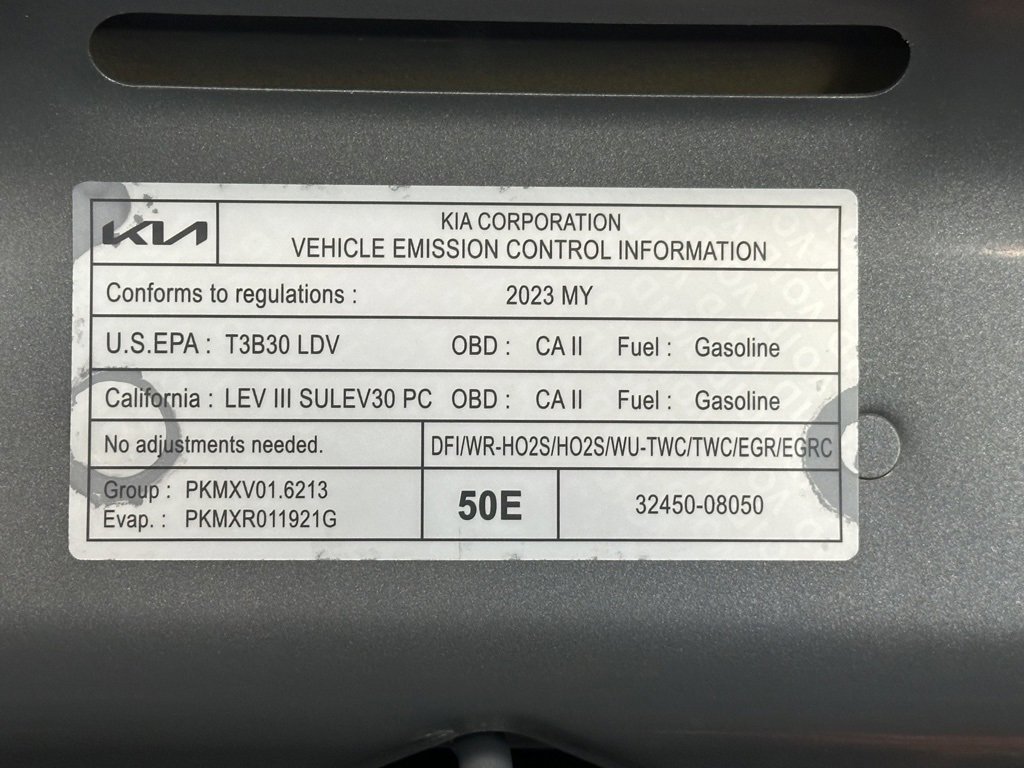 KIA
KIA CORPORATION
VEHICLE EMISSION CONTROL INFORMATION
Conforms to regulations : 2023 MY
U.S.EPA : T3B30 LDV OBD : CA II Fuel : Gasoline
California : LEV III SULEV30 PC OBD : CA II Fuel : Gasoline
No adjustments needed. DFI/WR-HO2S/HO2S/WU-TWC/TWC/EGR/EGRC
Group : PKMXV01.6213
Evap. : PKMXR011921G
50E
32450-08050